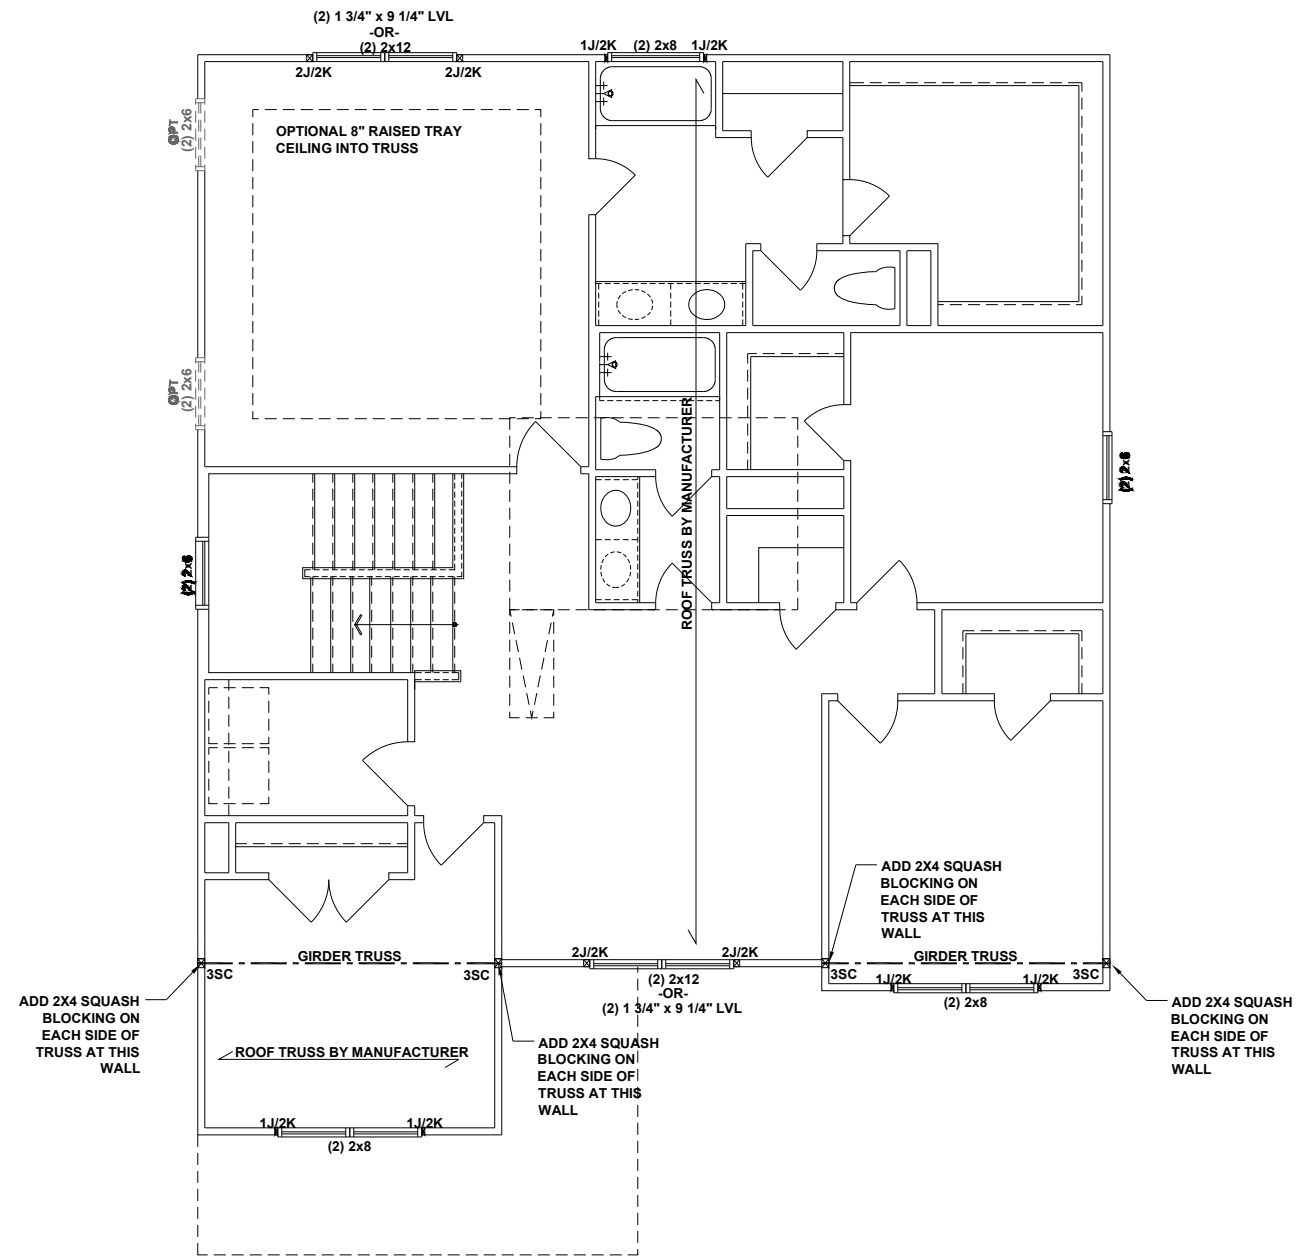 (2) 1 3/4" x 9 1/4" LVL
-OR-
(2) 2x12
2J/2K
2J/2K
1J/2K
(2) 2x8
1J/2K
OPT
(2) 2x6
OPTIONAL 8" RAISED TRAY
CEILING INTO TRUSS
OPT
(2) 2x6
(2) 2x6
(2) 2x6
ROOF TRUSS BY MANUFACTURER
ADD 2X4 SQUASH
BLOCKING ON
EACH SIDE OF
TRUSS AT THIS
WALL
GIRDER TRUSS
3SC
3SC
2J/2K
2J/2K
(2) 2x12
-OR-
(2) 1 3/4" x 9 1/4" LVL
GIRDER TRUSS
3SC
3SC
1J/2K
1J/2K
(2) 2x8
ADD 2X4 SQUASH
BLOCKING ON
EACH SIDE OF
TRUSS AT THIS
WALL
ADD 2X4 SQUASH
BLOCKING ON
EACH SIDE OF
TRUSS AT THIS
WALL
ADD 2X4 SQUASH
BLOCKING ON
EACH SIDE OF
TRUSS AT THIS
WALL
ROOF TRUSS BY MANUFACTURER
1J/2K
1J/2K
(2) 2x8